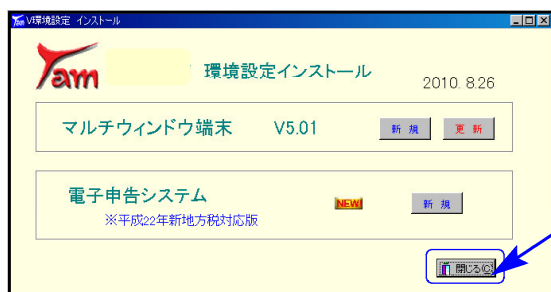 V環境設定 インストール
Tam 環境設定インストール 2010. 8.26
マルチウィンドウ端末 V5.01 新 規 更 新
電子申告システム NEW! 新 規
※平成22年新地方税対応版
閉じる(C)